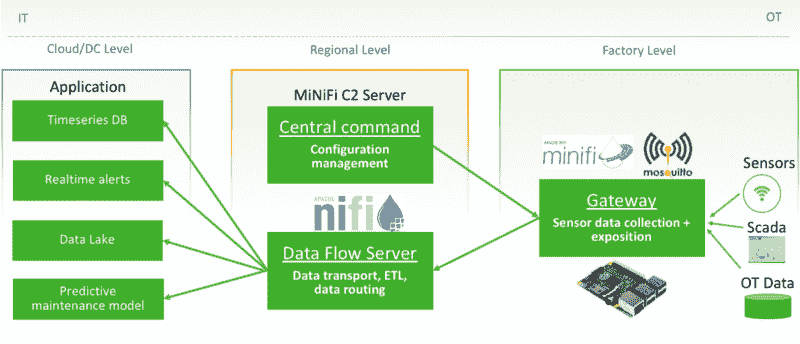 IT
OT
Cloud/DC Level
Regional Level
Factory Level
Application
Timeseries DB
Realtime alerts
Data Lake
Predictive
maintenance model
MiNiFi C2 Server
Central command
Configuration
management
APACHE
nifi
Data Flow Server
Data transport, ETL,
data routing
minifi
mosquitto
Gateway
Sensor data collection +
exposition
Sensors
Scada
OT Data